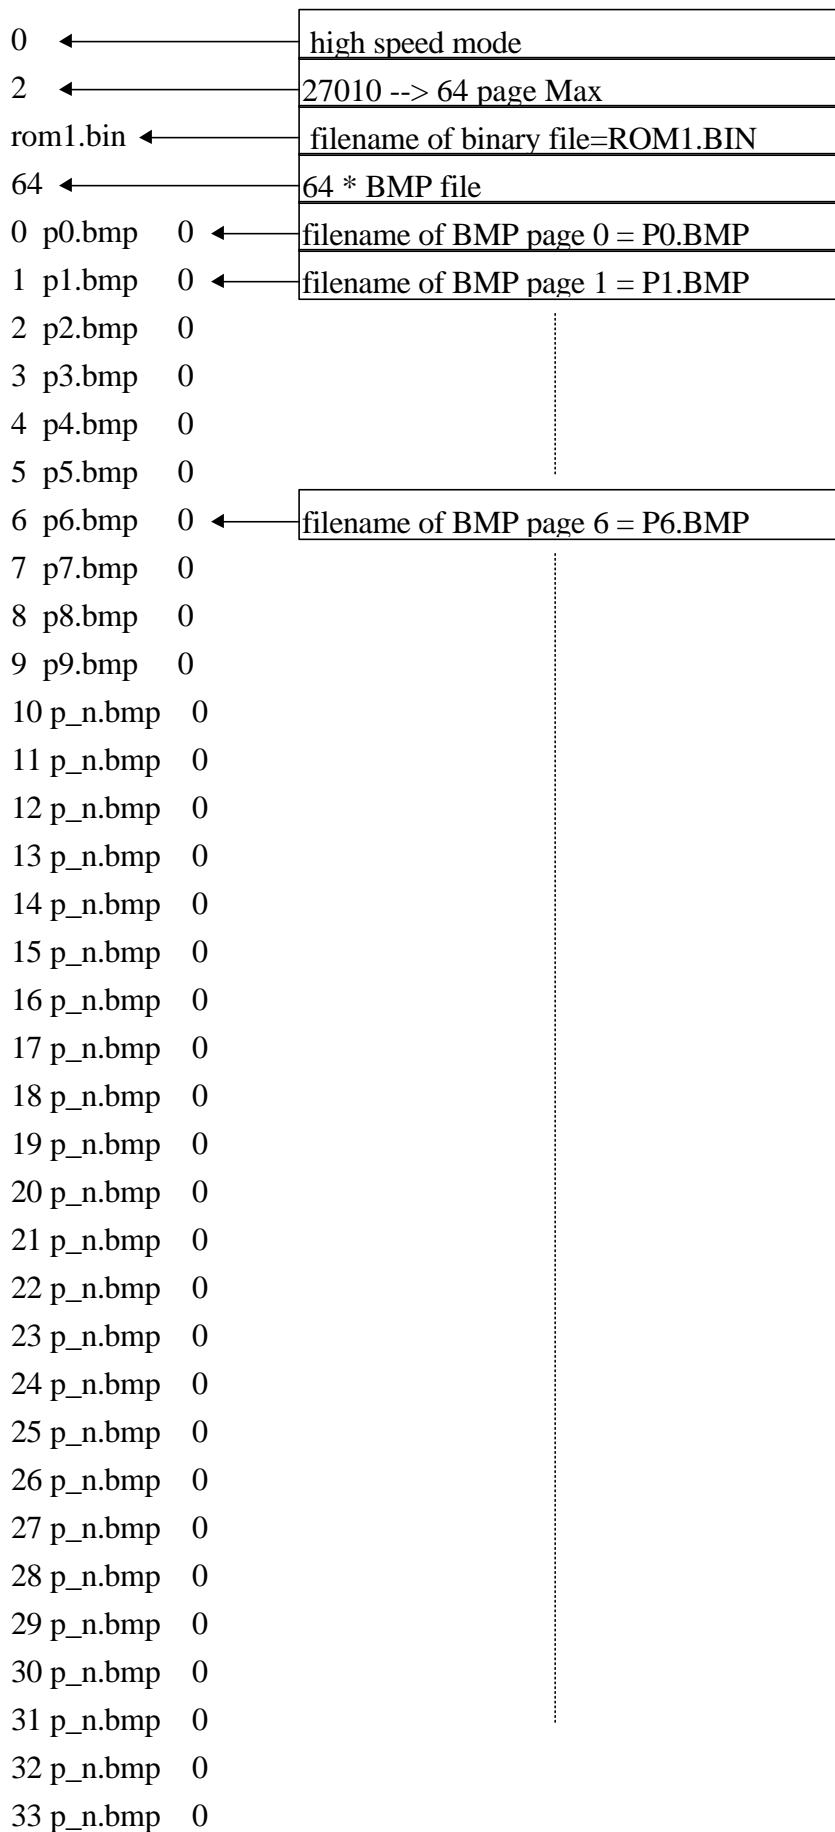 0 high speed mode
2 27010 --> 64 page Max
rom1.bin filename of binary file=ROM1.BIN
64 64 * BMP file
0 p0.bmp 0 filename of BMP page 0 = P0.BMP
1 p1.bmp 0 filename of BMP page 1 = P1.BMP
2 p2.bmp 0
3 p3.bmp 0
4 p4.bmp 0
5 p5.bmp 0
6 p6.bmp 0 filename of BMP page 6 = P6.BMP
7 p7.bmp 0
8 p8.bmp 0
9 p9.bmp 0
10 p_n.bmp 0
11 p_n.bmp 0
12 p_n.bmp 0
13 p_n.bmp 0
14 p_n.bmp 0
15 p_n.bmp 0
16 p_n.bmp 0
17 p_n.bmp 0
18 p_n.bmp 0
19 p_n.bmp 0
20 p_n.bmp 0
21 p_n.bmp 0
22 p_n.bmp 0
23 p_n.bmp 0
24 p_n.bmp 0
25 p_n.bmp 0
26 p_n.bmp 0
27 p_n.bmp 0
28 p_n.bmp 0
29 p_n.bmp 0
30 p_n.bmp 0
31 p_n.bmp 0
32 p_n.bmp 0
33 p_n.bmp 0